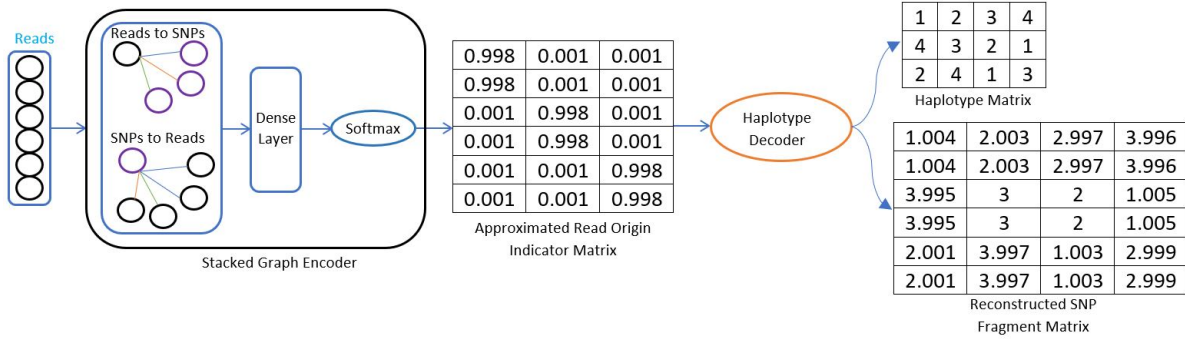 Reads
Reads to SNPs
SNPs to Reads
Dense
Layer
Softmax
Stacked Graph Encoder
0.998 0.001 0.001
0.998 0.001 0.001
0.001 0.998 0.001
0.001 0.998 0.001
0.001 0.001 0.998
0.001 0.001 0.998
Approximated Read Origin
Indicator Matrix
Haplotype
Decoder
1 2 3 4
4 3 2 1
2 4 1 3
Haplotype Matrix
1.004 2.003 2.997 3.996
1.004 2.003 2.997 3.996
3.995 3 2 1.005
3.995 3 2 1.005
2.001 3.997 1.003 2.999
2.001 3.997 1.003 2.999
Reconstructed SNP
Fragment Matrix